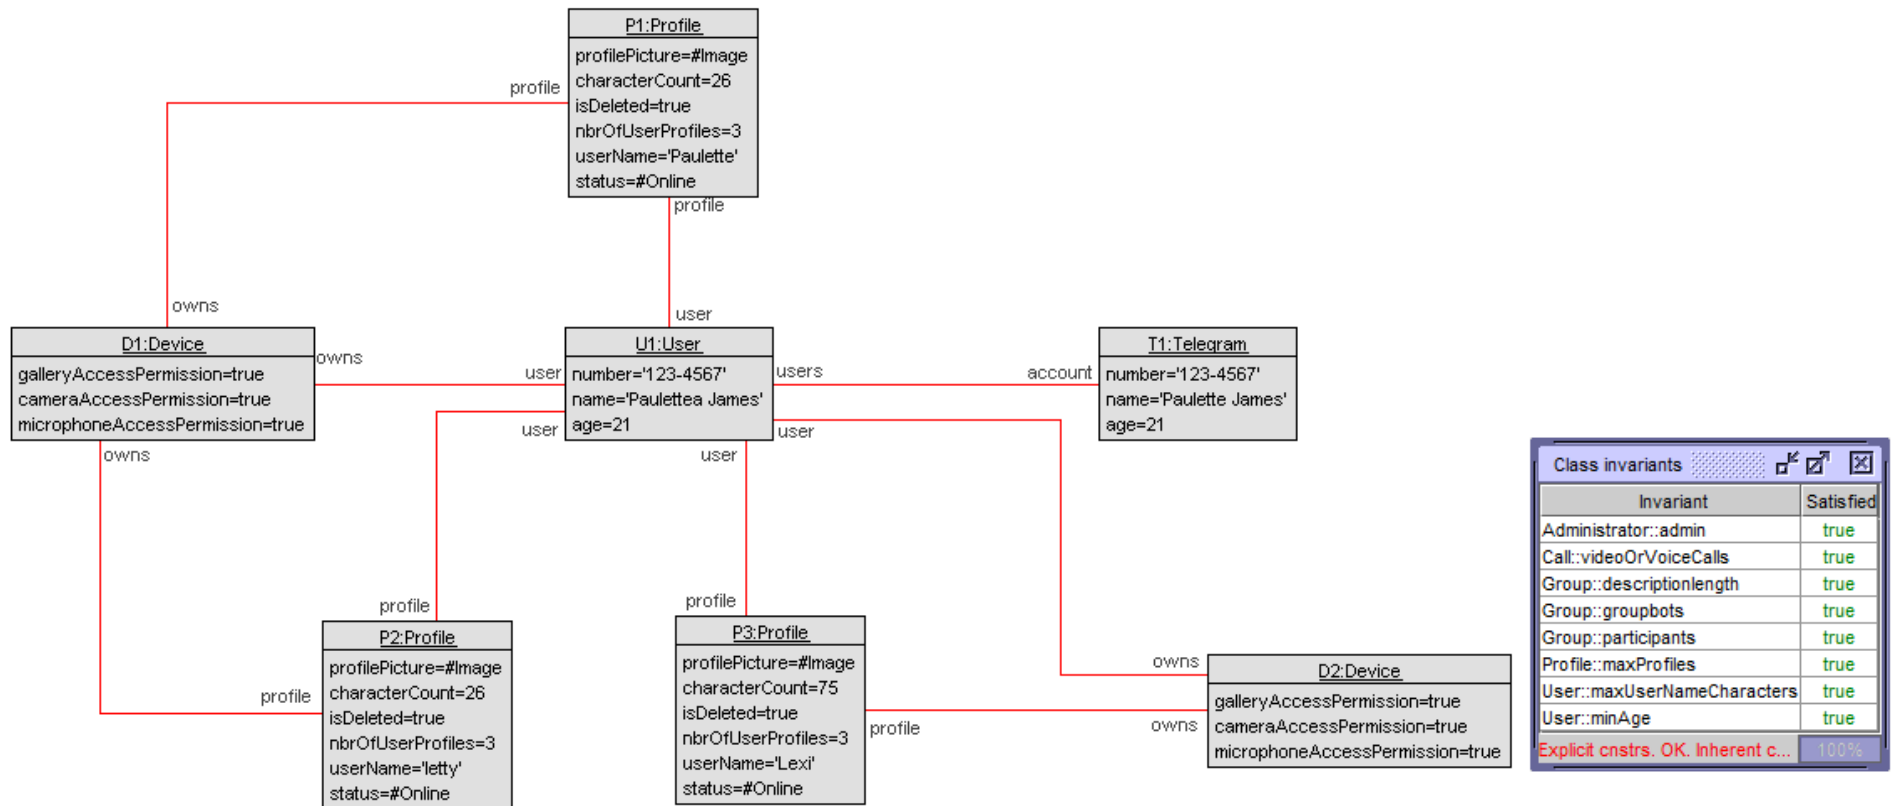 P1:Profile
profilePicture=#Image
characterCount=26
isDeleted=true
nbrOfUserProfiles=3
userName='Paulette'
status=#Online
profile
profile
owns
user
D1:Device
galleryAccessPermission=true
cameraAccessPermission=true
microphoneAccessPermission=true
owns
user
U1:User
number='123-4567'
name='Paulettea James'
age=21
users
account
T1:Telegram
number='123-4567'
name='Paulette James'
age=21
owns
user
user
user
profile
profile
P2:Profile
profilePicture=#Image
characterCount=26
isDeleted=true
nbrOfUserProfiles=3
userName='letty'
status=#Online
profile
P3:Profile
profilePicture=#Image
characterCount=75
isDeleted=true
nbrOfUserProfiles=3
userName='Lexi'
status=#Online
profile
owns
owns
D2:Device
galleryAccessPermission=true
cameraAccessPermission=true
microphoneAccessPermission=true
Class invariants
Invariant Satisfied
Administrator::admin true
Call::videoOrVoiceCalls true
Group::descriptionlength true
Group::groupbots true
Group::participants true
Profile::maxProfiles true
User::maxUserNameCharacters true
User::minAge true
Explicit cnstrs. OK. Inherent c... 100%